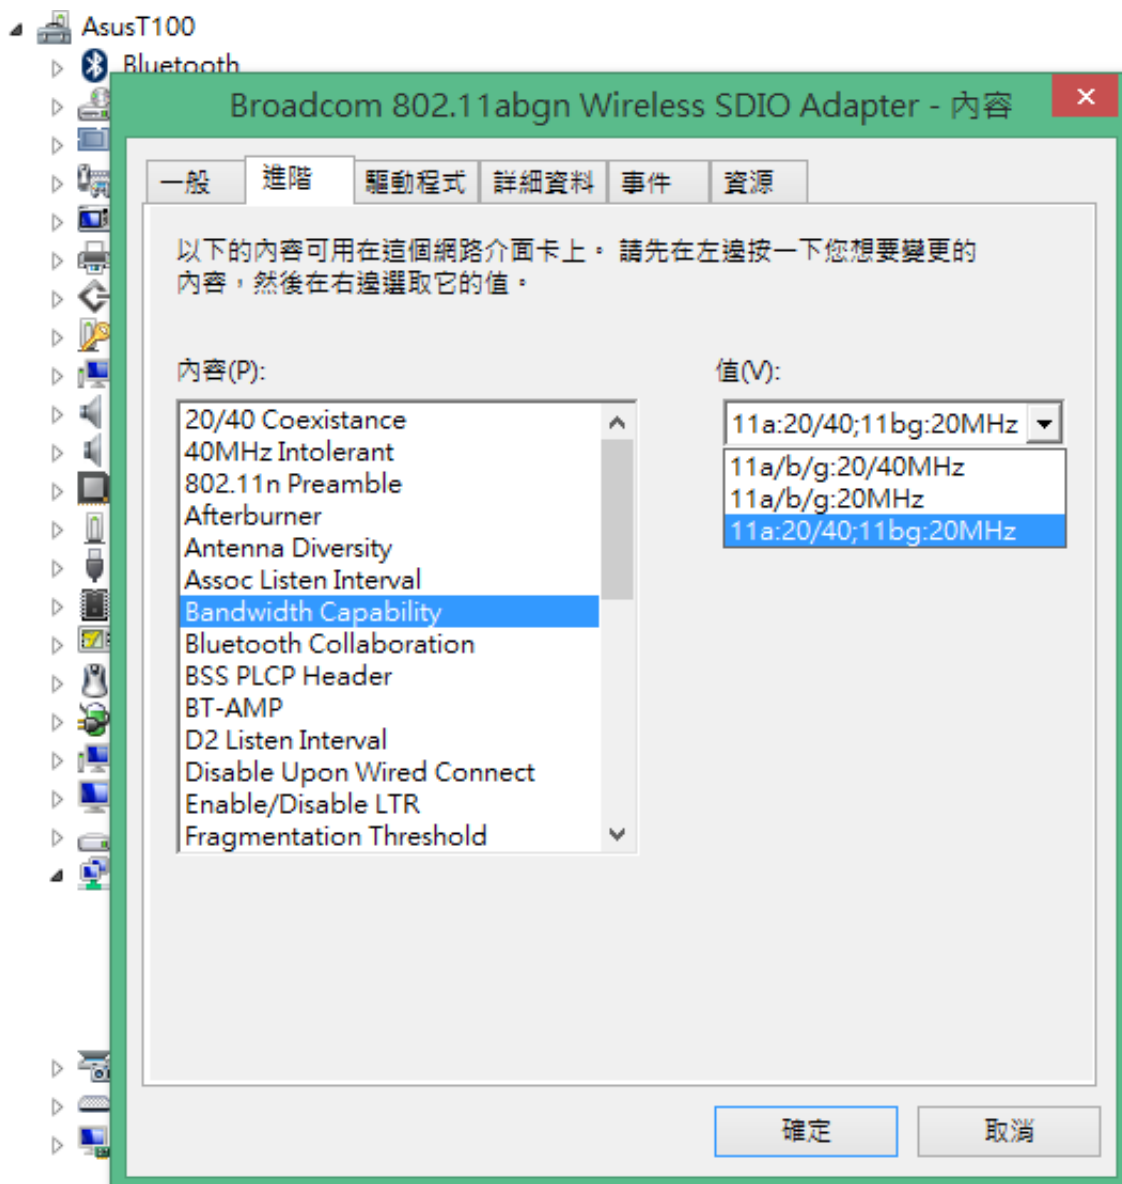 AsusT100
Bluetooth
Broadcom 802.11abgn Wireless SDIO Adapter - 內容
一般
進階
驅動程式
詳細資料
事件
資源
以下的內容可用在這個網路介面卡上。 請先在左邊按一下您想要變更的
內容，然後在右邊選取它的值。
內容(P):
20/40 Coexistance
40MHz Intolerant
802.11n Preamble
Afterburner
Antenna Diversity
Assoc Listen Interval
Bandwidth Capability
Bluetooth Collaboration
BSS PLCP Header
BT-AMP
D2 Listen Interval
Disable Upon Wired Connect
Enable/Disable LTR
Fragmentation Threshold
值(V):
11a:20/40;11bg:20MHz
11a/b/g:20/40MHz
11a/b/g:20MHz
11a:20/40;11bg:20MHz
確定
取消